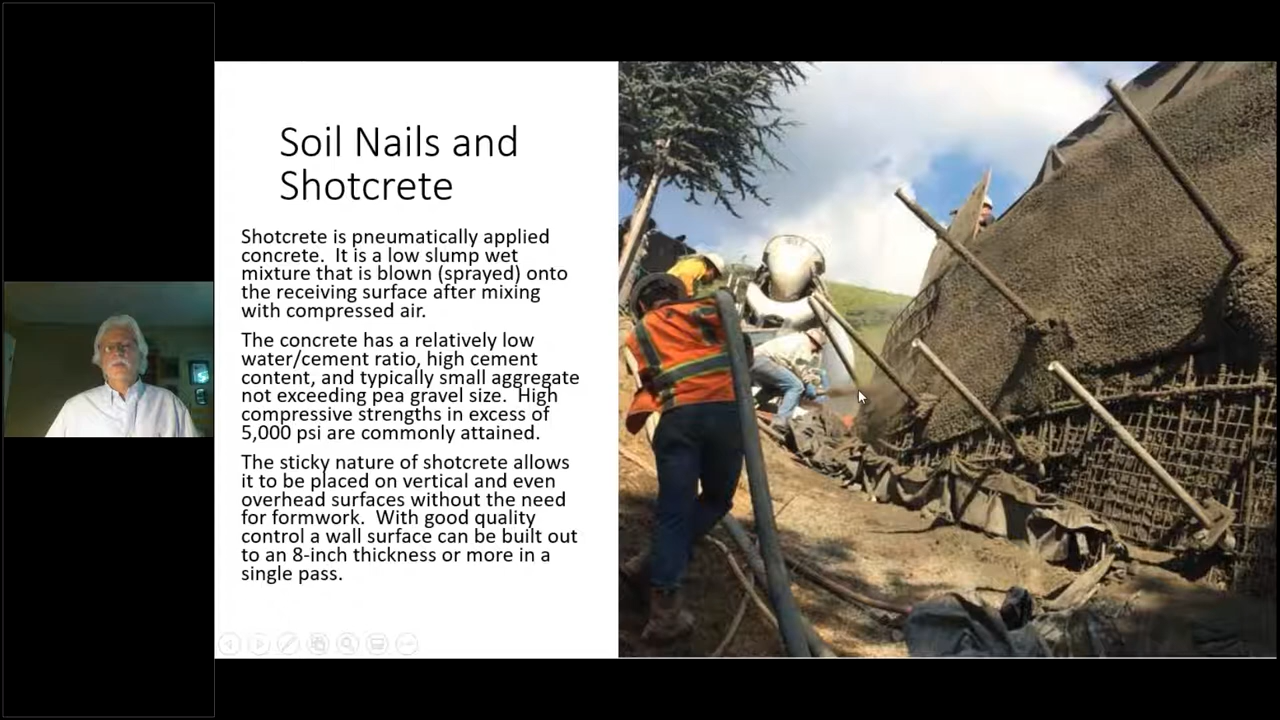 Soil Nails and
Shotcrete
Shotcrete is pneumatically applied
concrete.  It is a low slump wet
mixture that is blown (sprayed) onto
the receiving surface after mixing
with compressed air.
The concrete has a relatively low
water/cement ratio, high cement
content, and typically small aggregate
not exceeding pea gravel size.  High
compressive strengths in excess of
5,000 psi are commonly attained.
The sticky nature of shotcrete allows
it to be placed on vertical and even
overhead surfaces without the need
for formwork.  With good quality
control a wall surface can be built out
to an 8-inch thickness or more in a
single pass.